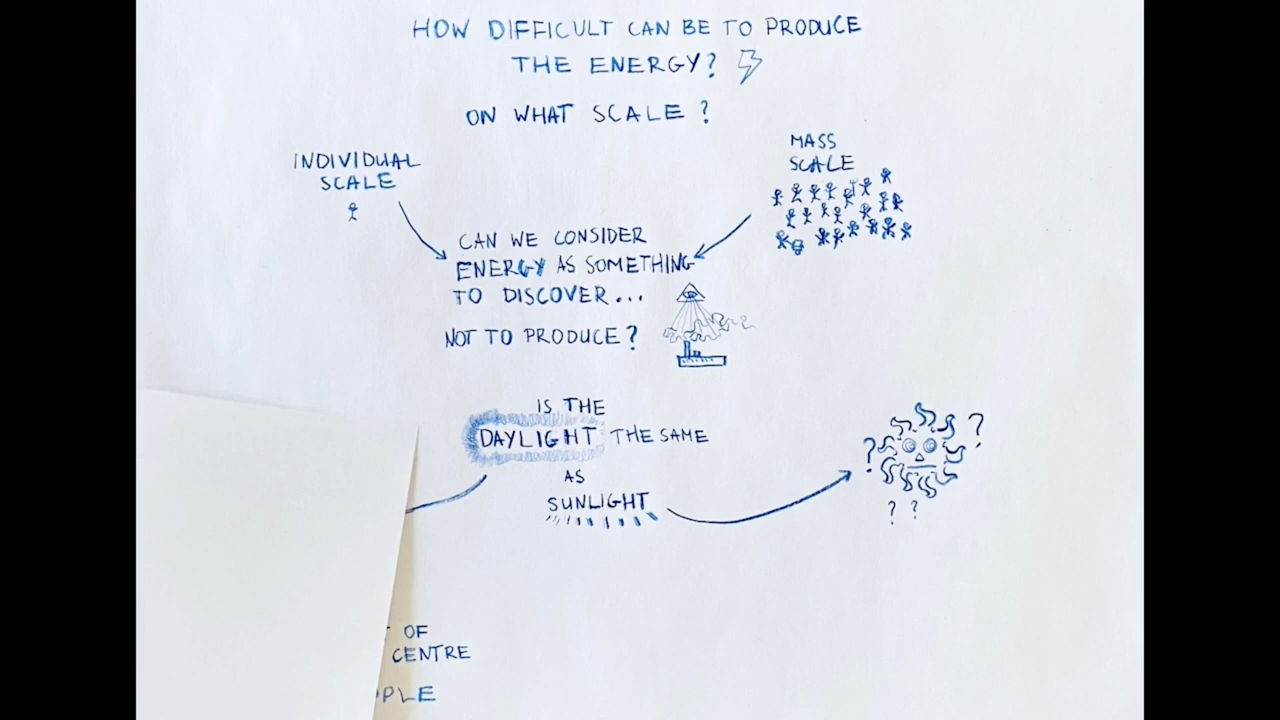 HOW DIFFICULT CAN BE TO PRODUCE
THE ENERGY?
ON WHAT SCALE?
INDIVIDUAL
SCALE
MASS
SCALE
CAN WE CONSIDER
ENERGY AS SOMETHING
TO DISCOVER...
NOT TO PRODUCE?
IS THE
DAYLIGHT THE SAME
AS
SUNLIGHT
? ?
? ?
OF
CENTRE